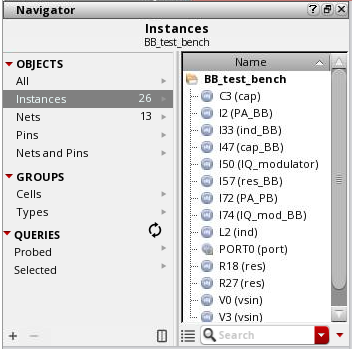 Navigator
Instances
BB_test_bench
OBJECTS
All
Instances 26
Nets 13
Pins
Nets and Pins
GROUPS
Cells
Types
QUERIES
Probed
Selected
Name
BB_test_bench
C3 (cap)
I2 (PA_BB)
I33 (ind_BB)
I47 (cap_BB)
I50 (IQ_modulator)
I57 (res_BB)
I72 (PA_PB)
I74 (IQ_mod_BB)
L2 (ind)
PORT0 (port)
R18 (res)
R27 (res)
V0 (vsin)
V3 (vsin)
Search